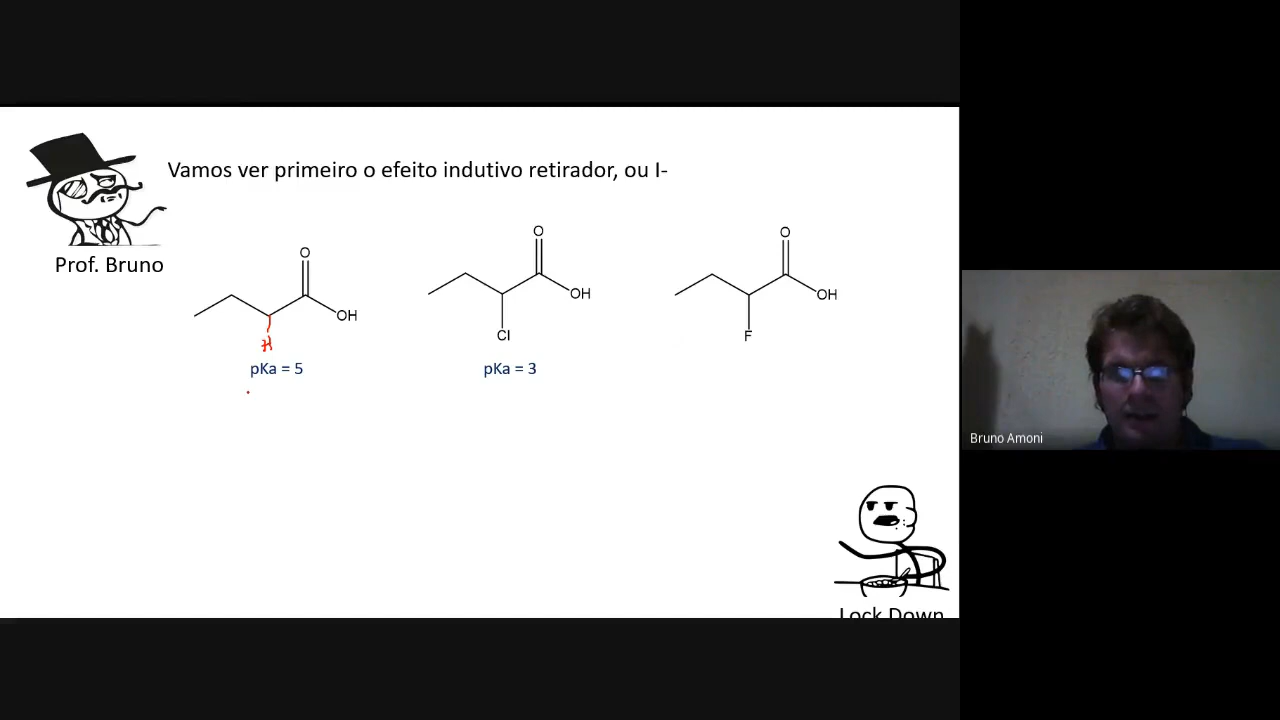 Vamos ver primeiro o efeito indutivo retirador, ou I-
Prof. Bruno
O
OH
H
pKa = 5
O
OH
Cl
pKa = 3
O
OH
F
Bruno Amoni
Lock Down